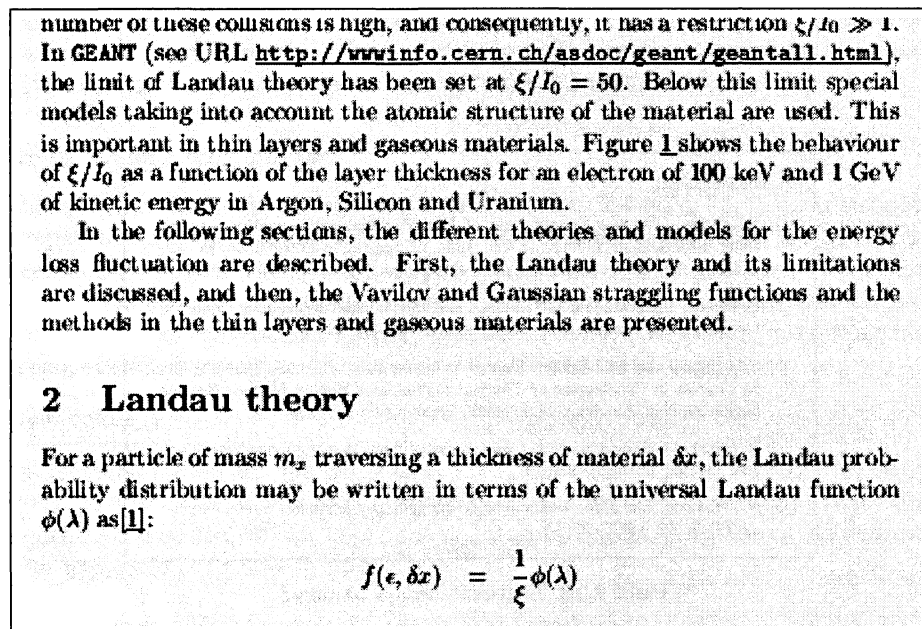 number of these collisions is high, and consequently, it has a restriction ξ/I₀ ≫ 1.
In GEANT (see URL http://wwwinfo.cern.ch/asdoc/geant/geantall.html),
the limit of Landau theory has been set at ξ/I₀ = 50. Below this limit special
models taking into account the atomic structure of the material are used. This
is important in thin layers and gaseous materials. Figure 1 shows the behaviour
of ξ/I₀ as a function of the layer thickness for an electron of 100 keV and 1 GeV
of kinetic energy in Argon, Silicon and Uranium.
In the following sections, the different theories and models for the energy
loss fluctuation are described. First, the Landau theory and its limitations
are discussed, and then, the Vavilov and Gaussian straggling functions and the
methods in the thin layers and gaseous materials are presented.
2 Landau theory
For a particle of mass mₓ traversing a thickness of material δx, the Landau prob-
ability distribution may be written in terms of the universal Landau function
φ(λ) as[1]:
f(ϵ, δx) = 1/ξ φ(λ)